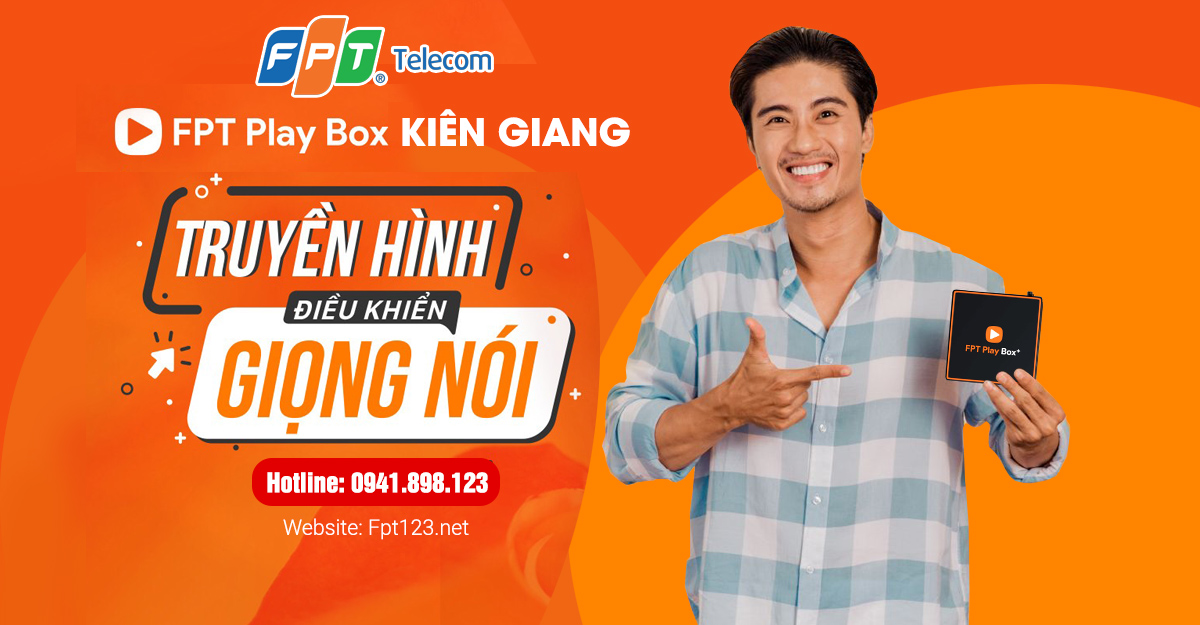 FPT® Telecom
FPT Play Box KIÊN GIANG
TRUYỀN HÌNH
ĐIỀU KHIỂN
GIỌNG NÓI
Hotline: 0941.898.123
Website: Fpt123.net
FPT Play Box+